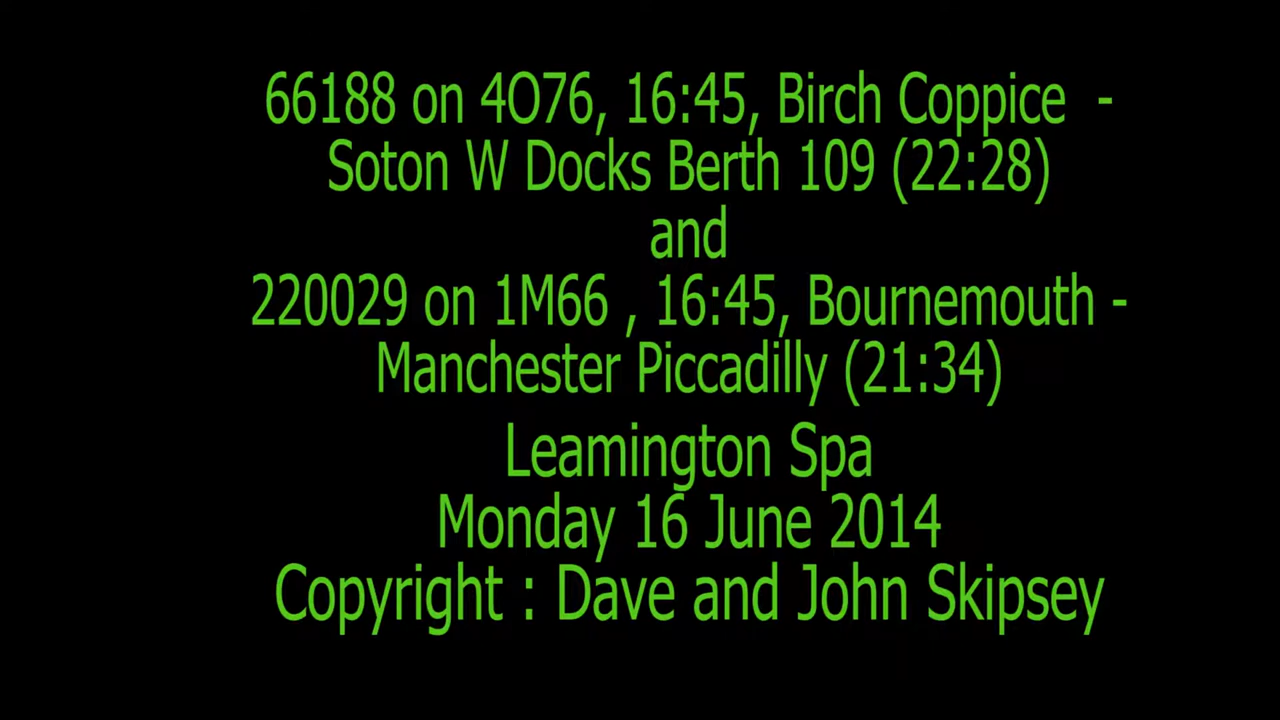 66188 on 4O76, 16:45, Birch Coppice  -
Soton W Docks Berth 109 (22:28)
and
220029 on 1M66 , 16:45, Bournemouth -
Manchester Piccadilly (21:34)
Leamington Spa
Monday 16 June 2014
Copyright : Dave and John Skipsey